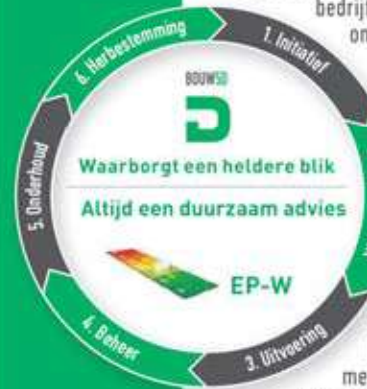 bedrijf
on
1. Initiatief
3. Uitvoering
4. Beheer
5. Onderhoud
6. Herbestemming
BOUW5D
Waarborgt een heldere blik
Altijd een duurzaam advies
EP-W
me